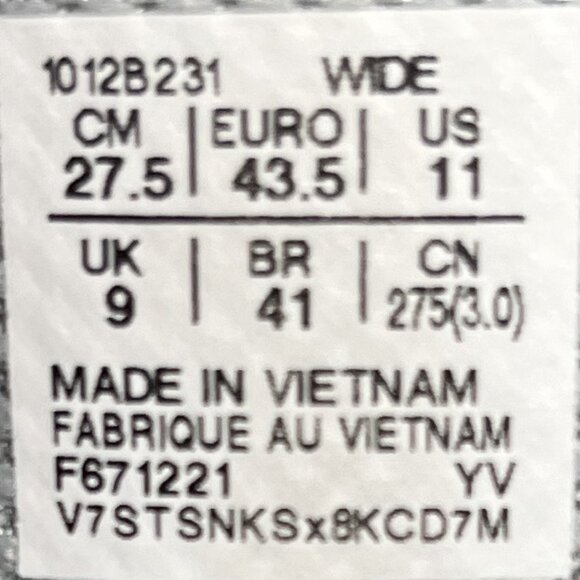 1012B231 WIDE
CM | EURO | US
27.5 | 43.5 | 11
UK | BR | CN
9 | 41 | 275(3.0)
MADE IN VIETNAM
FABRIQUE AU VIETNAM
F671221 YV
V7STSNKSx8KCD7M